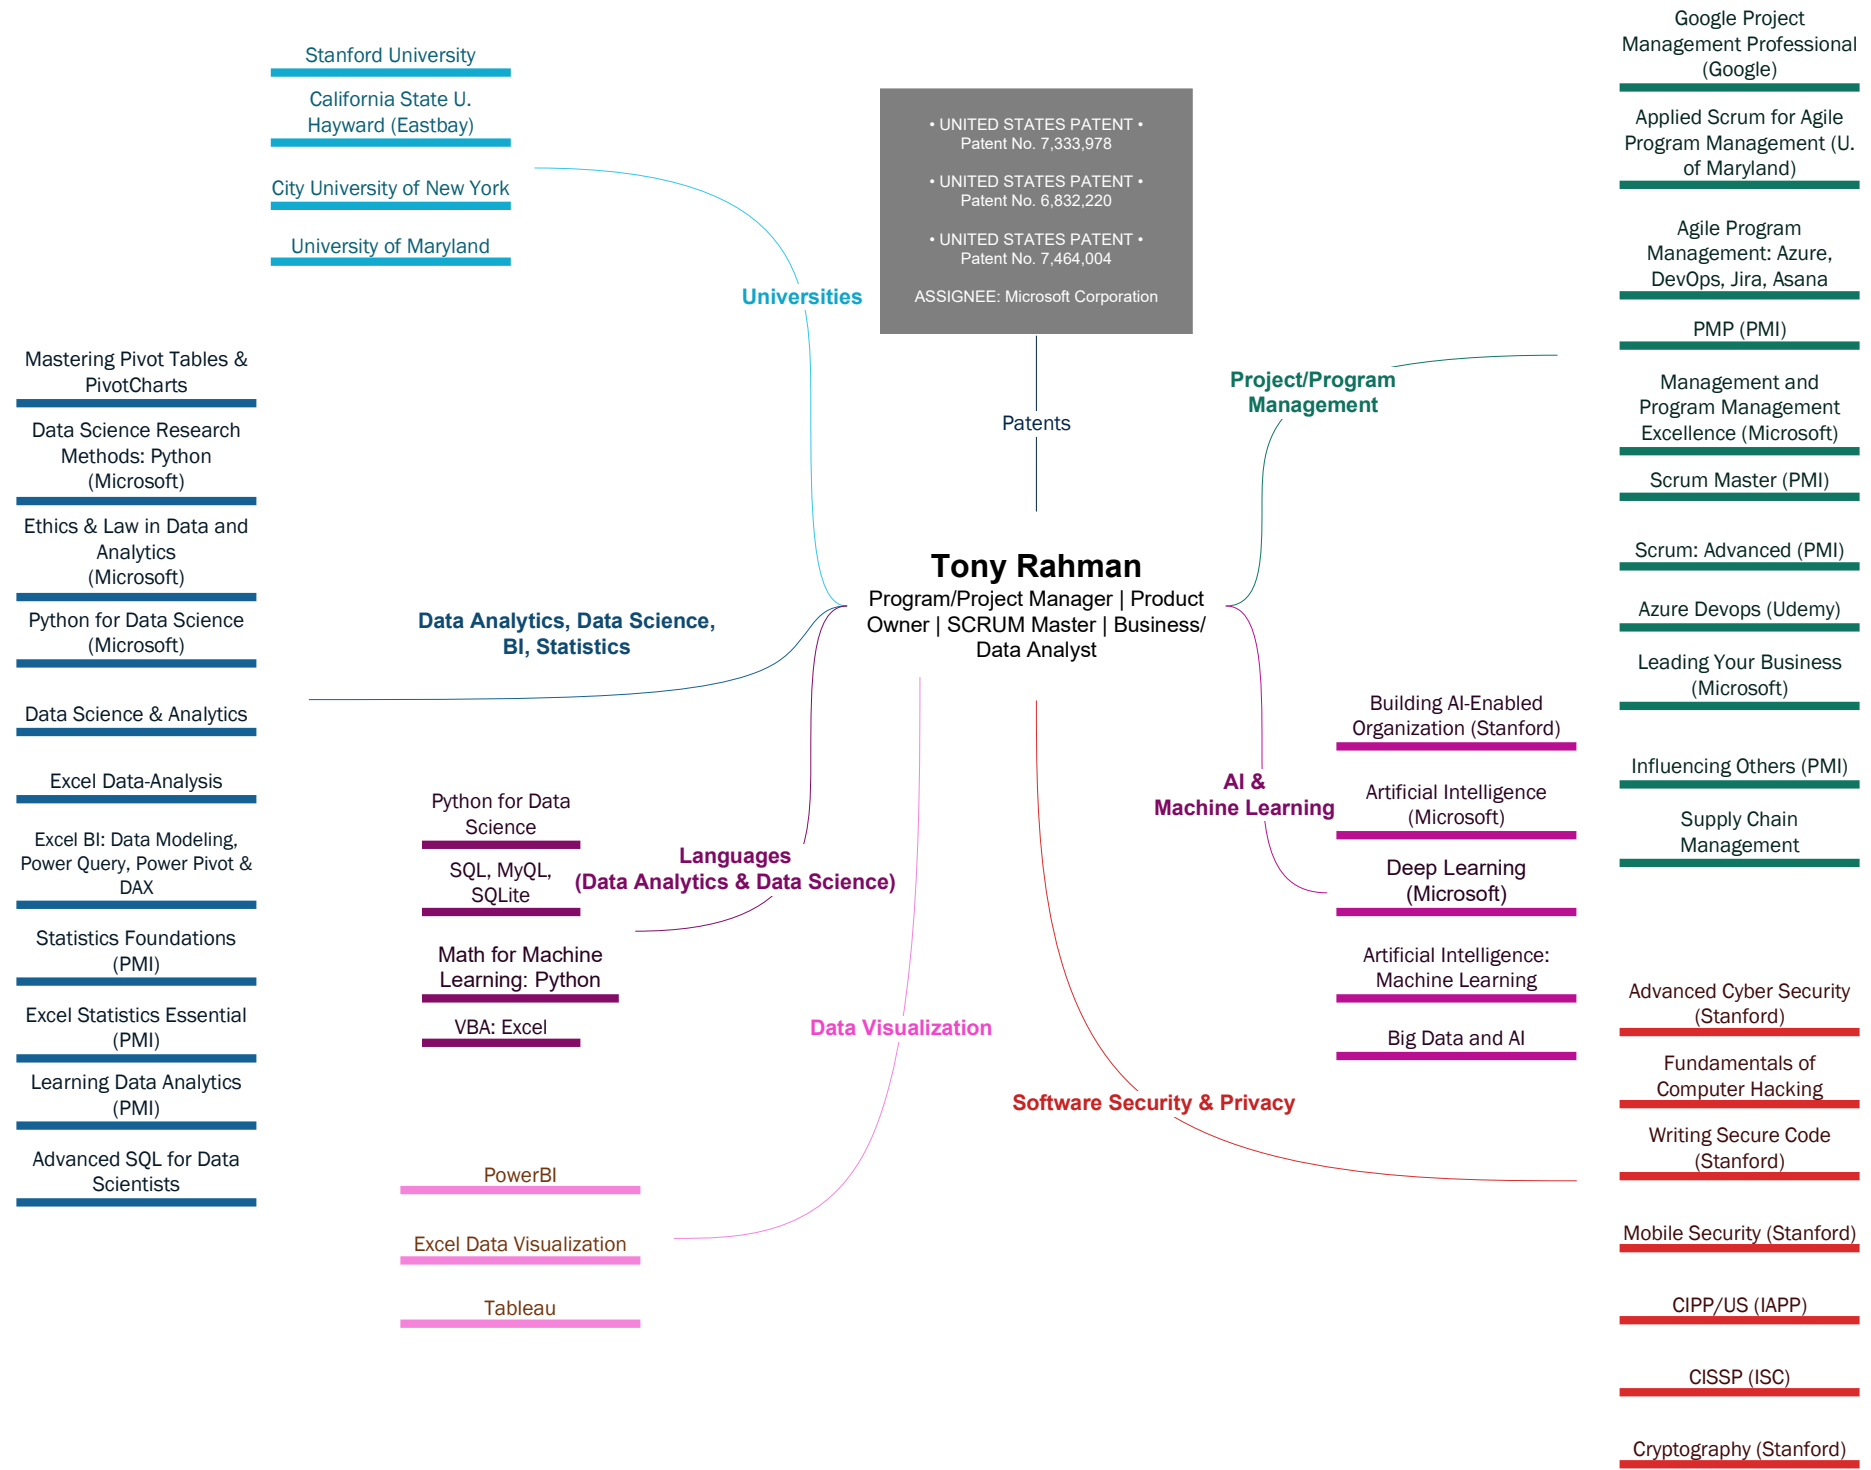 Stanford University
California State U.
Hayward (Eastbay)
City University of New York
University of Maryland
Universities
• UNITED STATES PATENT •
Patent No. 7,333,978
• UNITED STATES PATENT •
Patent No. 6,832,220
• UNITED STATES PATENT •
Patent No. 7,464,004
ASSIGNEE: Microsoft Corporation
Patents
Tony Rahman
Program/Project Manager | Product
Owner | SCRUM Master | Business/
Data Analyst
Project/Program
Management
Google Project
Management Professional
(Google)
Applied Scrum for Agile
Program Management (U.
of Maryland)
Agile Program
Management: Azure,
DevOps, Jira, Asana
PMP (PMI)
Management and
Program Management
Excellence (Microsoft)
Scrum Master (PMI)
Scrum: Advanced (PMI)
Azure Devops (Udemy)
Leading Your Business
(Microsoft)
Influencing Others (PMI)
Supply Chain
Management
Data Analytics, Data Science,
BI, Statistics
Mastering Pivot Tables &
PivotCharts
Data Science Research
Methods: Python
(Microsoft)
Ethics & Law in Data and
Analytics
(Microsoft)
Python for Data Science
(Microsoft)
Data Science & Analytics
Excel Data-Analysis
Excel BI: Data Modeling,
Power Query, Power Pivot &
DAX
Statistics Foundations
(PMI)
Excel Statistics Essential
(PMI)
Learning Data Analytics
(PMI)
Advanced SQL for Data
Scientists
Languages
(Data Analytics & Data Science)
Python for Data
Science
SQL, MyQL,
SQLite
Math for Machine
Learning: Python
VBA: Excel
Data Visualization
PowerBI
Excel Data Visualization
Tableau
AI &
Machine Learning
Building AI-Enabled
Organization (Stanford)
Artificial Intelligence
(Microsoft)
Deep Learning
(Microsoft)
Artificial Intelligence:
Machine Learning
Big Data and AI
Software Security & Privacy
Advanced Cyber Security
(Stanford)
Fundamentals of
Computer Hacking
Writing Secure Code
(Stanford)
Mobile Security (Stanford)
CIPP/US (IAPP)
CISSP (ISC)
Cryptography (Stanford)